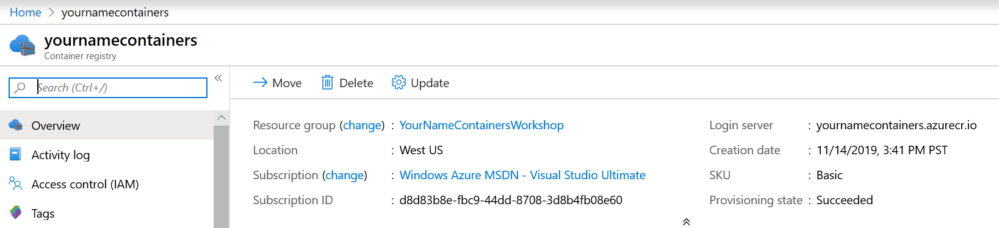 Home > yournamecontainers
yournamecontainers
Container registry
Search (Ctrl+/)
«
Overview
Activity log
Access control (IAM)
Tags
Move Delete Update
Resource group (change) : YourNameContainersWorkshop
Location : West US
Subscription (change) : Windows Azure MSDN - Visual Studio Ultimate
Subscription ID : d8d83b8e-fbc9-44dd-8708-3d8b4fb08e60
Login server : yournamecontainers.azurecr.io
Creation date : 11/14/2019, 3:41 PM PST
SKU : Basic
Provisioning state : Succeeded